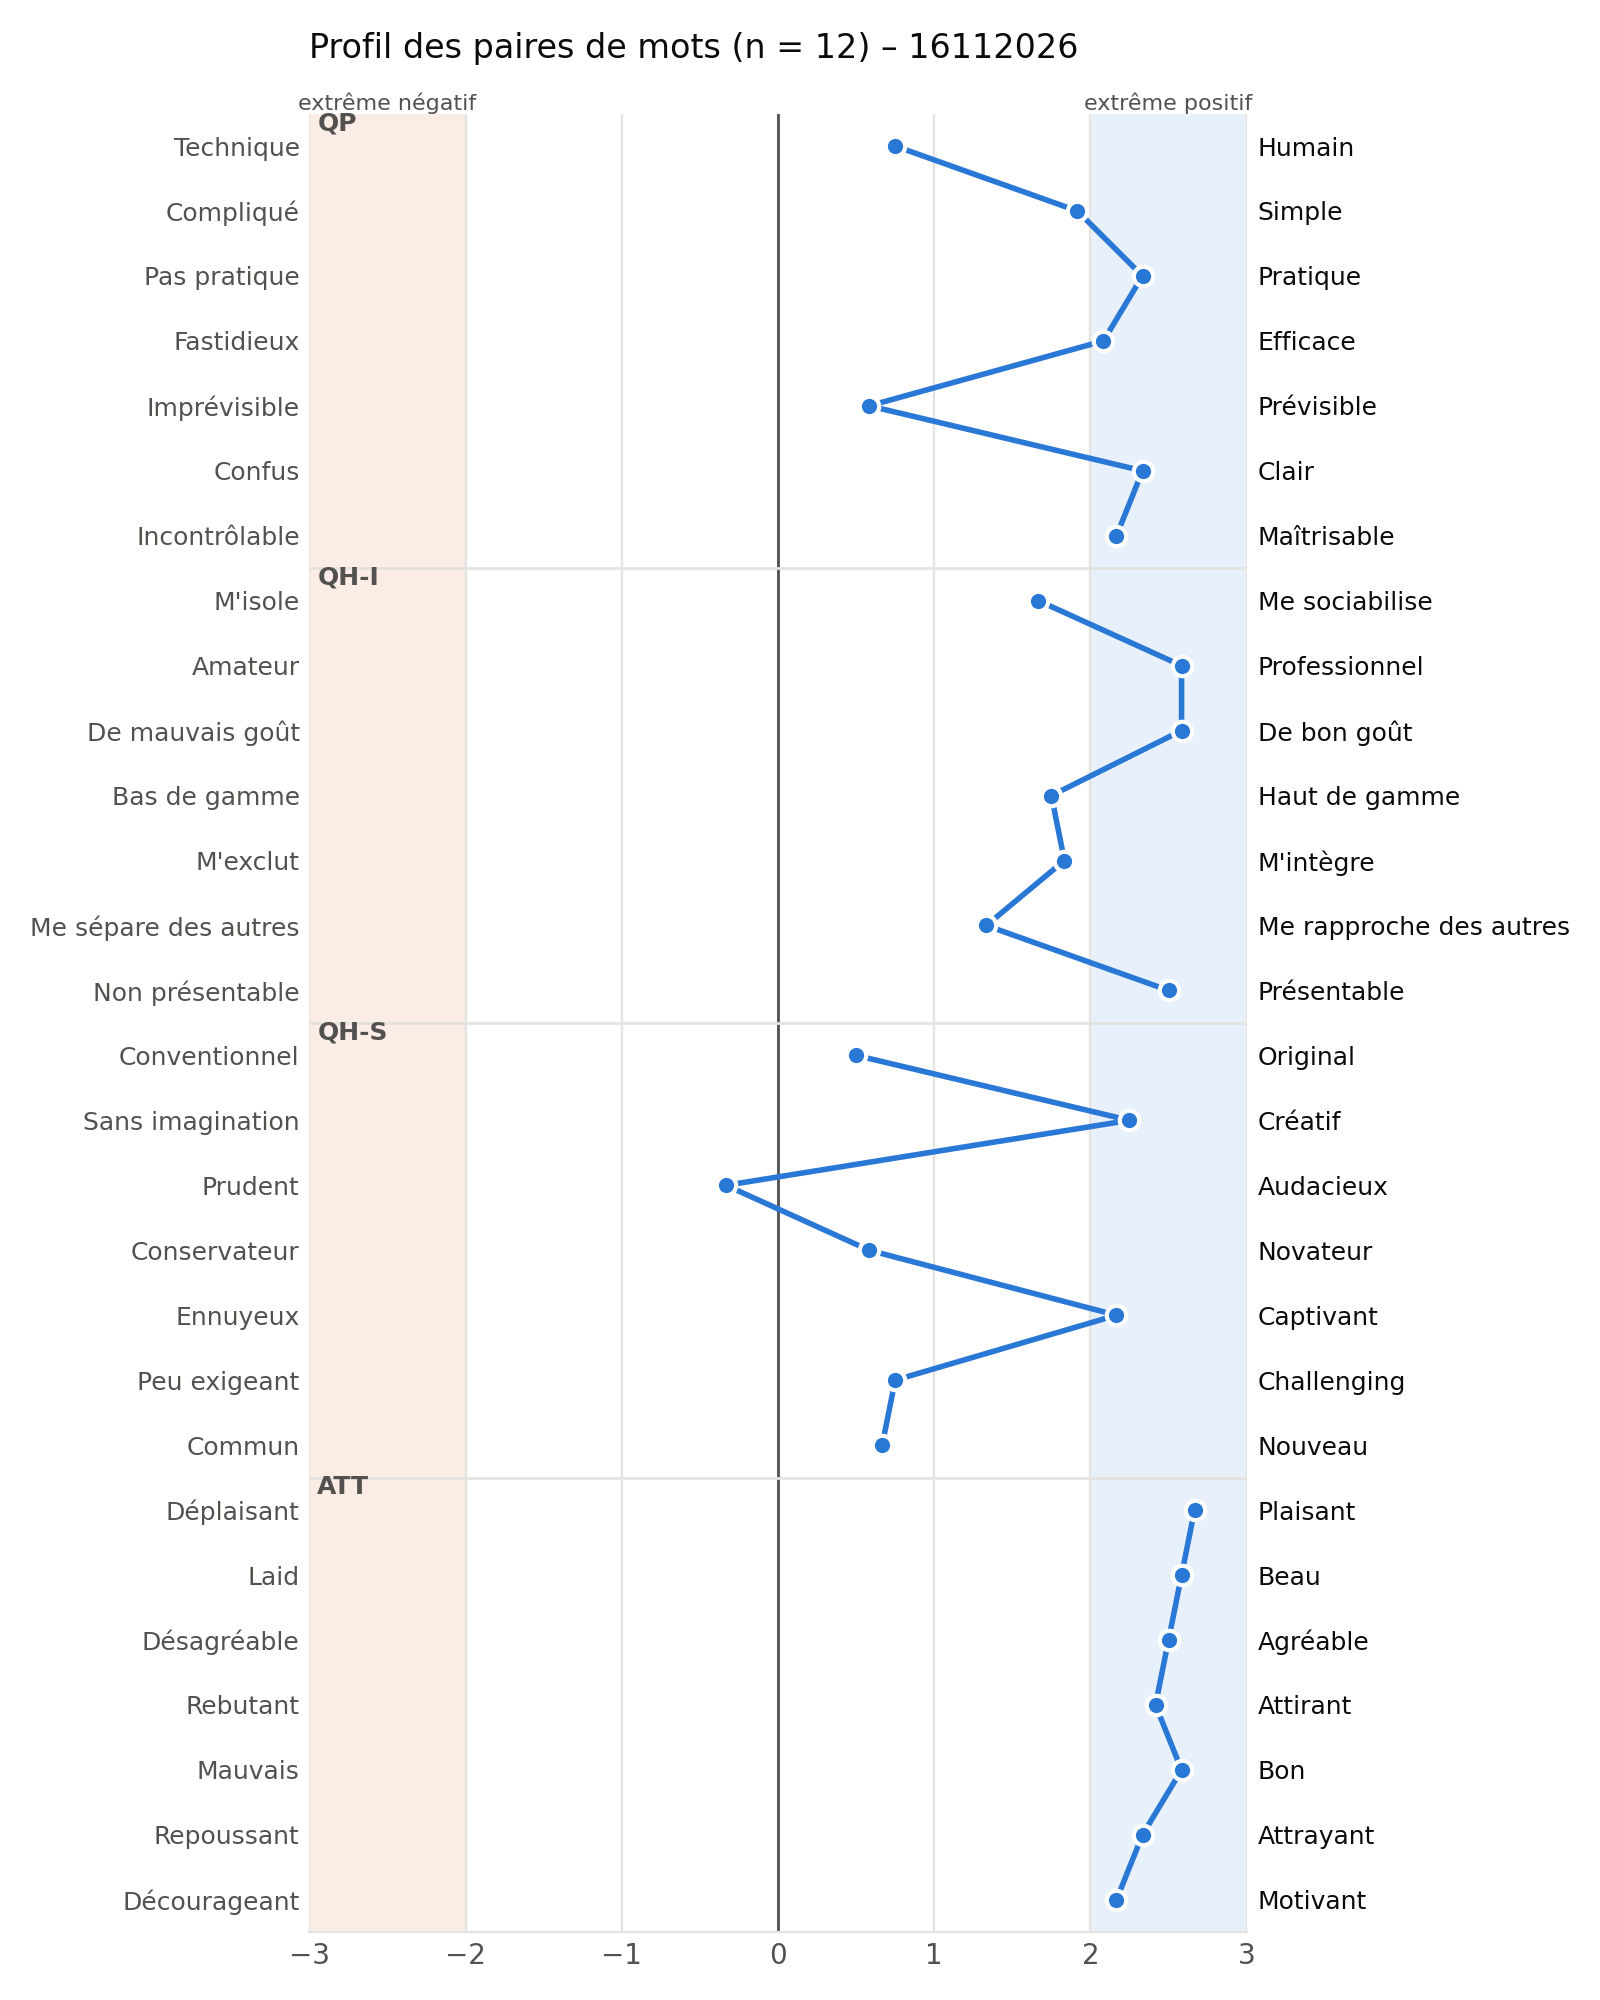 Profil des paires de mots (n = 12) – 16112026
extrême négatif extrême positif
QP
Technique Humain
Compliqué Simple
Pas pratique Pratique
Fastidieux Efficace
Imprévisible Prévisible
Confus Clair
Incontrôlable Maîtrisable
QH-I
M'isole Me sociabilise
Amateur Professionnel
De mauvais goût De bon goût
Bas de gamme Haut de gamme
M'exclut M'intègre
Me sépare des autres Me rapproche des autres
Non présentable Présentable
QH-S
Conventionnel Original
Sans imagination Créatif
Prudent Audacieux
Conservateur Novateur
Ennuyeux Captivant
Peu exigeant Challenging
Commun Nouveau
ATT
Déplaisant Plaisant
Laid Beau
Désagréable Agréable
Rebutant Attirant
Mauvais Bon
Repoussant Attrayant
Décourageant Motivant
−3 −2 −1 0 1 2 3